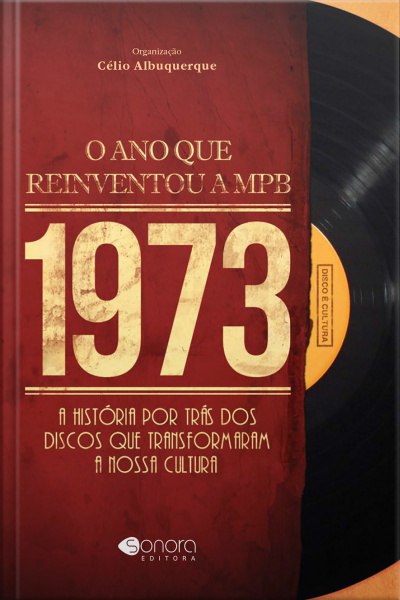 Organização
Célio Albuquerque
O ANO QUE
REINVENTOU A MPB
1973
DISCO É CULTURA
A HISTÓRIA POR TRÁS DOS
DISCOS QUE TRANSFORMARAM
A NOSSA CULTURA
Sonora
EDITORA